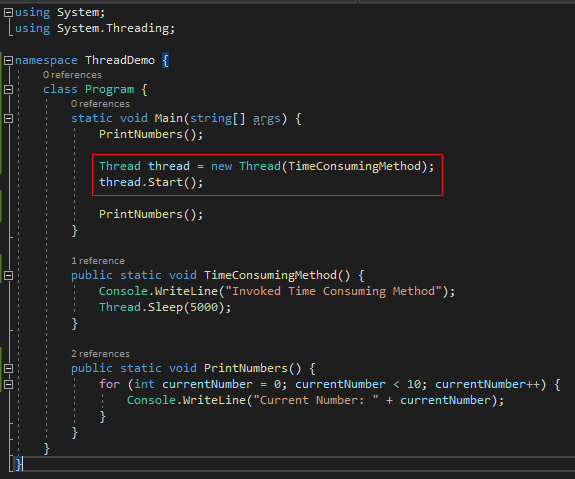 using System;
using System.Threading;
namespace ThreadDemo {
0 references
class Program {
0 references
static void Main(string[] args) {
PrintNumbers();
Thread thread = new Thread(TimeConsumingMethod);
thread.Start();
PrintNumbers();
}
1 reference
public static void TimeConsumingMethod() {
Console.WriteLine("Invoked Time Consuming Method");
Thread.Sleep(5000);
}
2 references
public static void PrintNumbers() {
for (int currentNumber = 0; currentNumber < 10; currentNumber++) {
Console.WriteLine("Current Number: " + currentNumber);
}
}
}
}